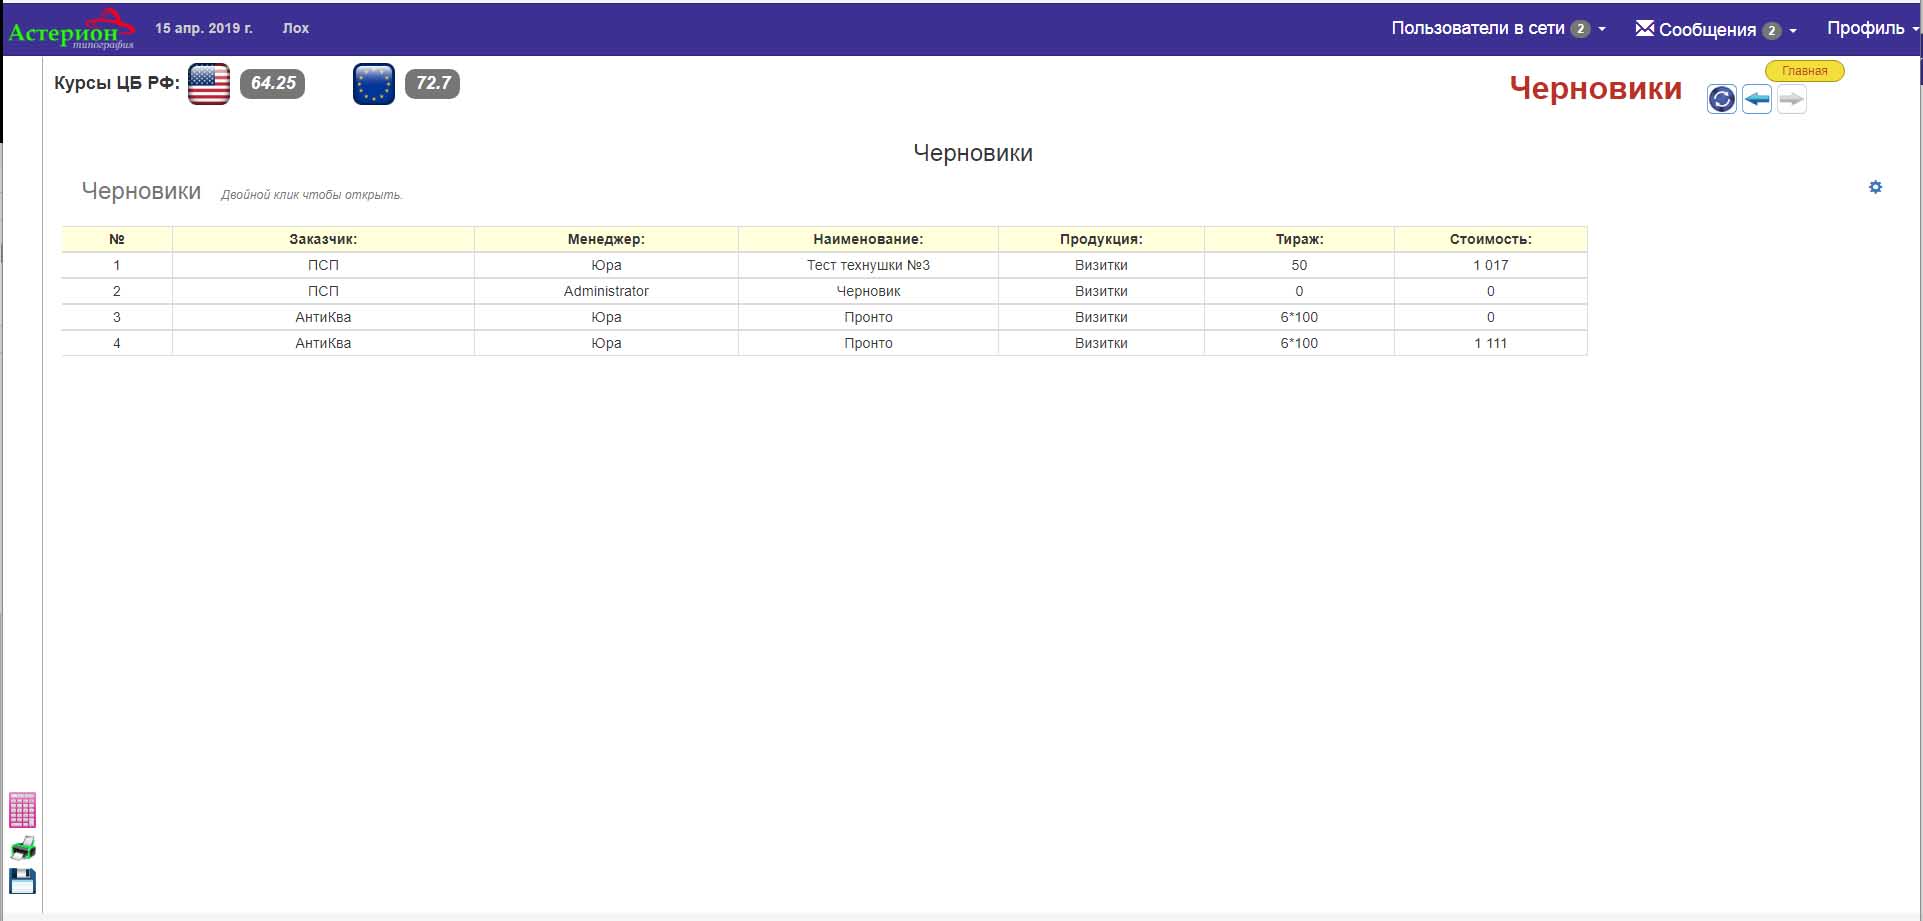 Астерион
типография
15 апр. 2019 г. Лох
Пользователи в сети 2 Сообщения 2 Профиль
Курсы ЦБ РФ: 64.25 72.7
Черновики
Главная
Черновики
Черновики Двойной клик чтобы открыть.
№ Заказчик: Менеджер: Наименование: Продукция: Тираж: Стоимость:
1 ПСП Юра Тест технушки №3 Визитки 50 1 017
2 ПСП Administrator Черновик Визитки 0 0
3 АнтиКва Юра Пронто Визитки 6*100 0
4 АнтиКва Юра Пронто Визитки 6*100 1 111